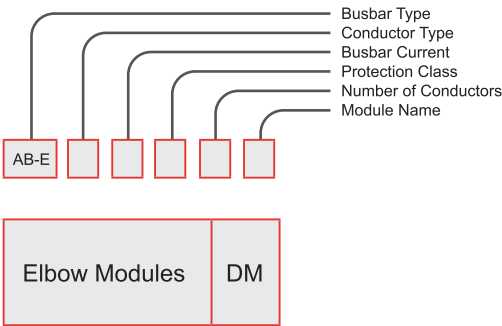 Busbar Type
Conductor Type
Busbar Current
Protection Class
Number of Conductors
Module Name
AB-E
Elbow Modules DM